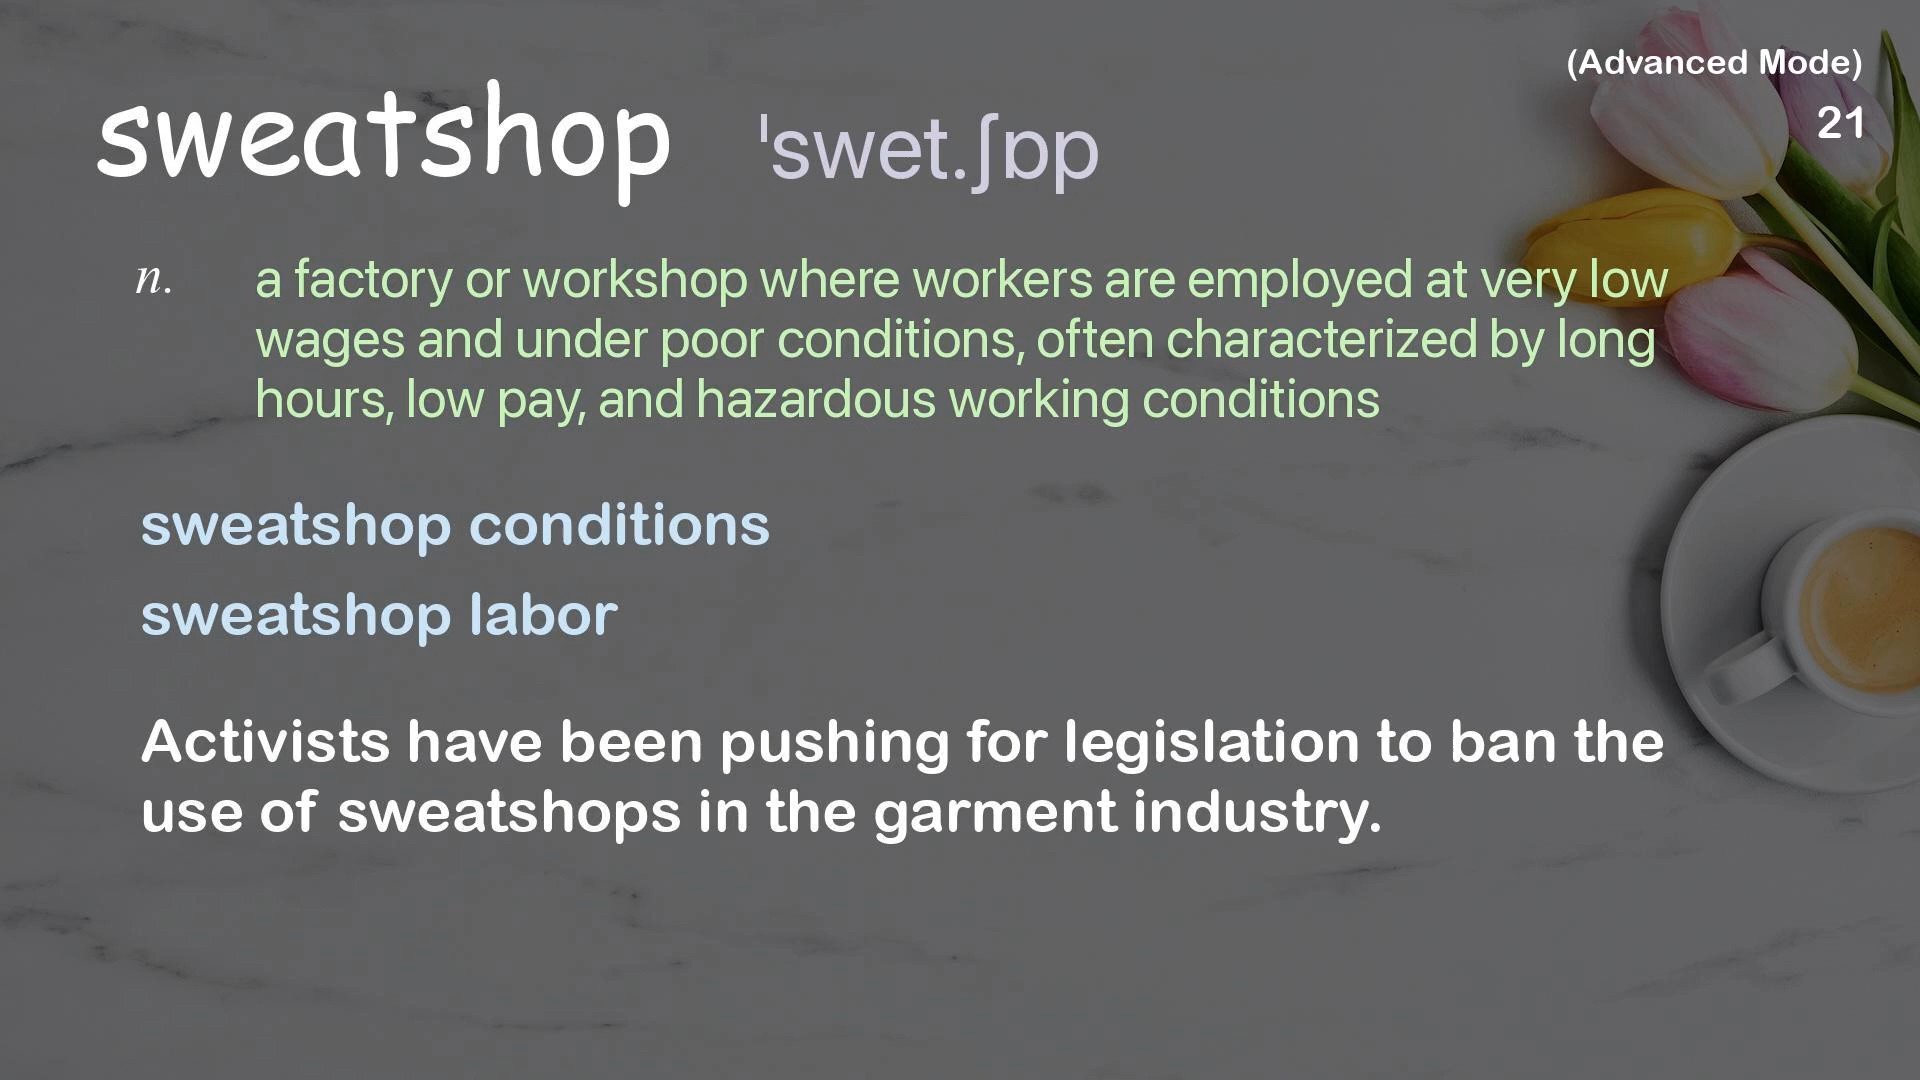 (Advanced Mode)
21
sweatshop ˈswet.ʃɒp
n. a factory or workshop where workers are employed at very low
wages and under poor conditions, often characterized by long
hours, low pay, and hazardous working conditions
sweatshop conditions
sweatshop labor
Activists have been pushing for legislation to ban the
use of sweatshops in the garment industry.